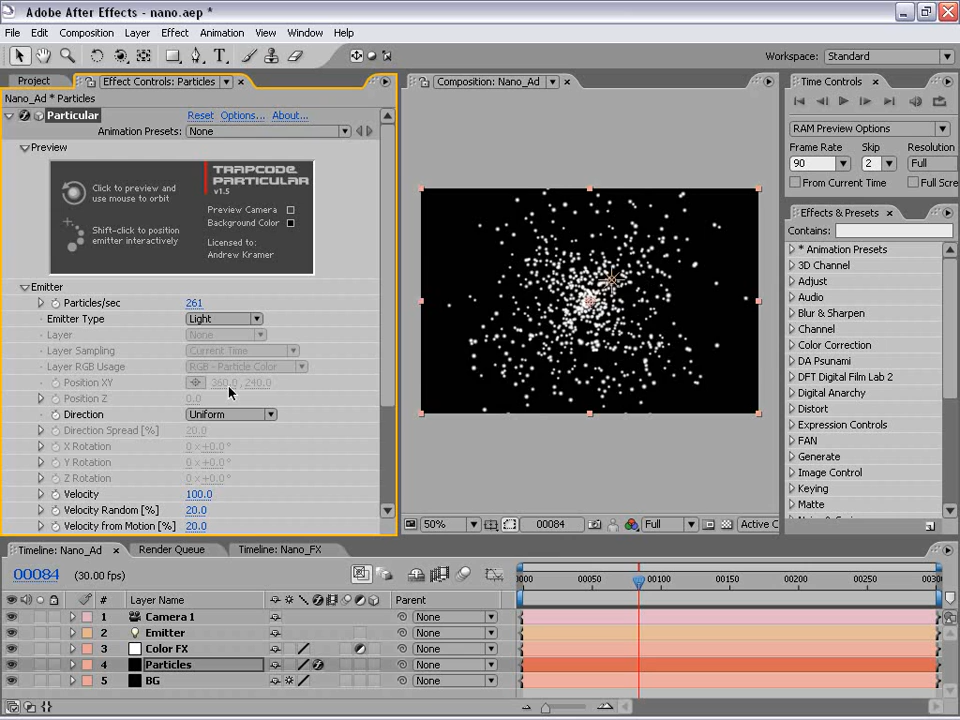 Adobe After Effects - nano.aep *
File Edit Composition Layer Effect Animation View Window Help
Workspace: Standard
Project Effect Controls: Particles
Nano_Ad * Particles
Particular Reset Options... About...
Animation Presets: None
Preview
Click to preview and
use mouse to orbit
Shift-click to position
emitter interactively
TRAPCODE
PARTICULAR
v1.5
Preview Camera
Background Color
Licensed to:
Andrew Kramer
Emitter
Particles/sec 261
Emitter Type Light
Layer None
Layer Sampling Current Time
Layer RGB Usage RGB - Particle Color
Position XY 360.0, 240.0
Position Z 0.0
Direction Uniform
Direction Spread [%] 20.0
X Rotation 0 x +0.0°
Y Rotation 0 x +0.0°
Z Rotation 0 x +0.0°
Velocity 100.0
Velocity Random [%] 20.0
Velocity from Motion [%] 20.0
Composition: Nano_Ad
50% 00084 Full Active C
Time Controls
RAM Preview Options
Frame Rate Skip Resolution
90 2 Full
From Current Time Full Scre
Effects & Presets
Contains:
* Animation Presets
3D Channel
Adjust
Audio
Blur & Sharpen
Channel
Color Correction
DA Psunami
DFT Digital Film Lab 2
Digital Anarchy
Distort
Expression Controls
FAN
Generate
Image Control
Keying
Matte
Timeline: Nano_Ad Render Queue Timeline: Nano_FX
00084 (30.00 fps)
0000 00050 00100 00150 00200 00250 0030
# Layer Name Parent
1 Camera 1 None
2 Emitter None
3 Color FX None
4 Particles None
5 BG None